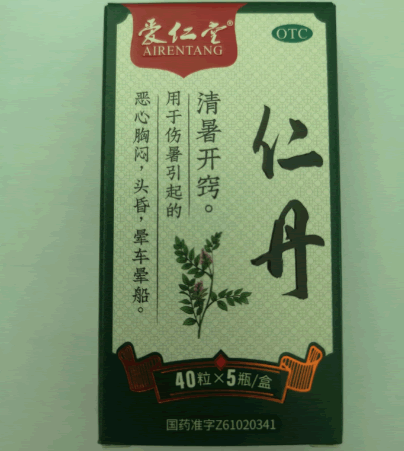 爱仁堂®
AIRENTANG
OTC
仁丹
清暑开窍。
用于伤暑引起的
恶心胸闷，头昏，晕车晕船。
40粒×5瓶/盒
国药准字Z61020341